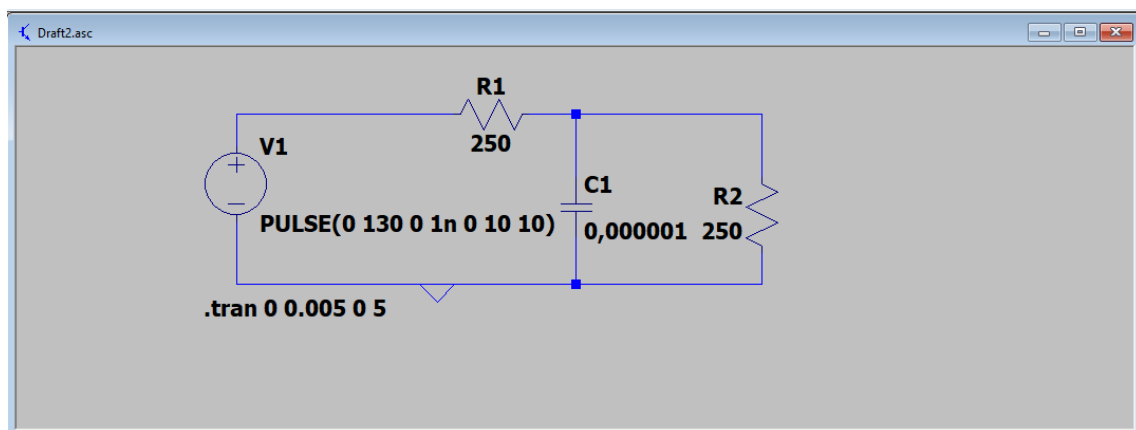 Draft2.asc
R1
250
V1
PULSE(0 130 0 1n 0 10 10)
C1
0,000001
R2
250
.tran 0 0.005 0 5